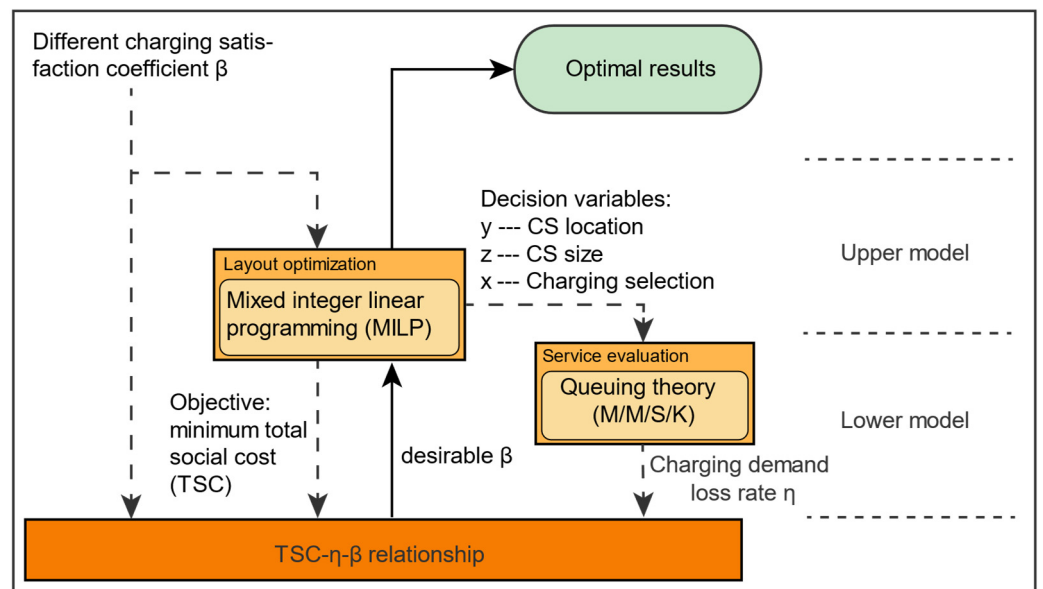 Different charging satis-
faction coefficient β
Optimal results
Decision variables:
y --- CS location
z --- CS size
x --- Charging selection
Upper model
Layout optimization
Mixed integer linear
programming (MILP)
Service evaluation
Queuing theory
(M/M/S/K)
Objective:
minimum total
social cost
(TSC)
desirable β
Lower model
Charging demand
loss rate η
TSC-η-β relationship